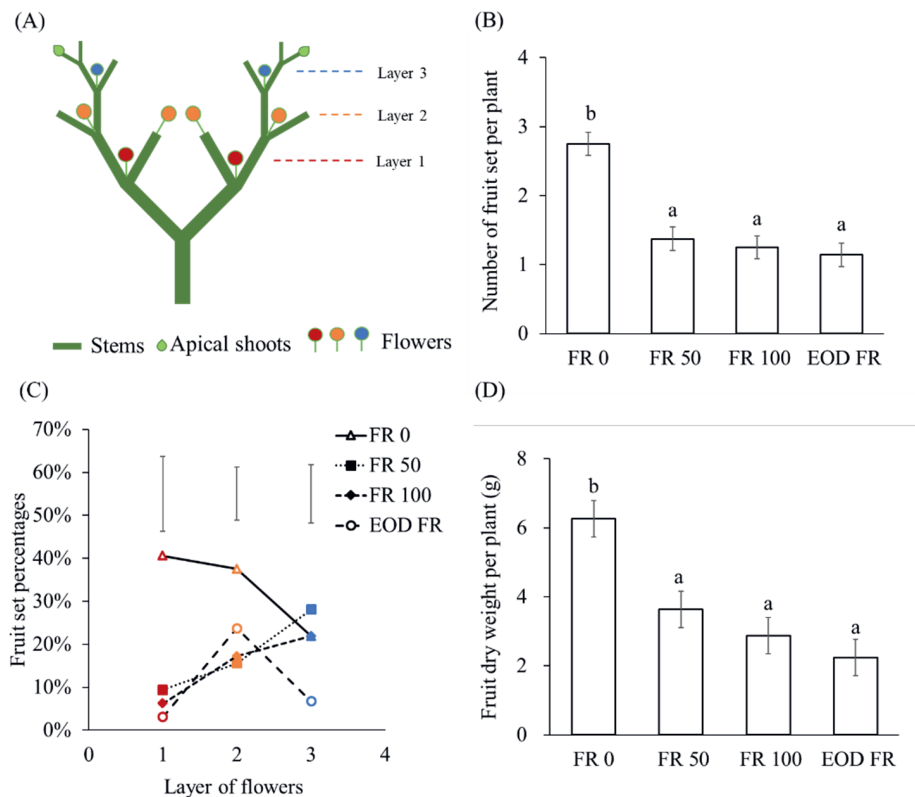 (A)
Layer 3
Layer 2
Layer 1
Stems Apical shoots Flowers
(B)
Number of fruit set per plant
4
3
2
1
0
b
a
a
a
FR 0 FR 50 FR 100 EOD FR
(C)
Fruit set percentages
70%
60%
50%
40%
30%
20%
10%
0%
FR 0
FR 50
FR 100
EOD FR
0 1 2 3 4
Layer of flowers
(D)
Fruit dry weight per plant (g)
8
6
4
2
0
b
a
a
a
FR 0 FR 50 FR 100 EOD FR